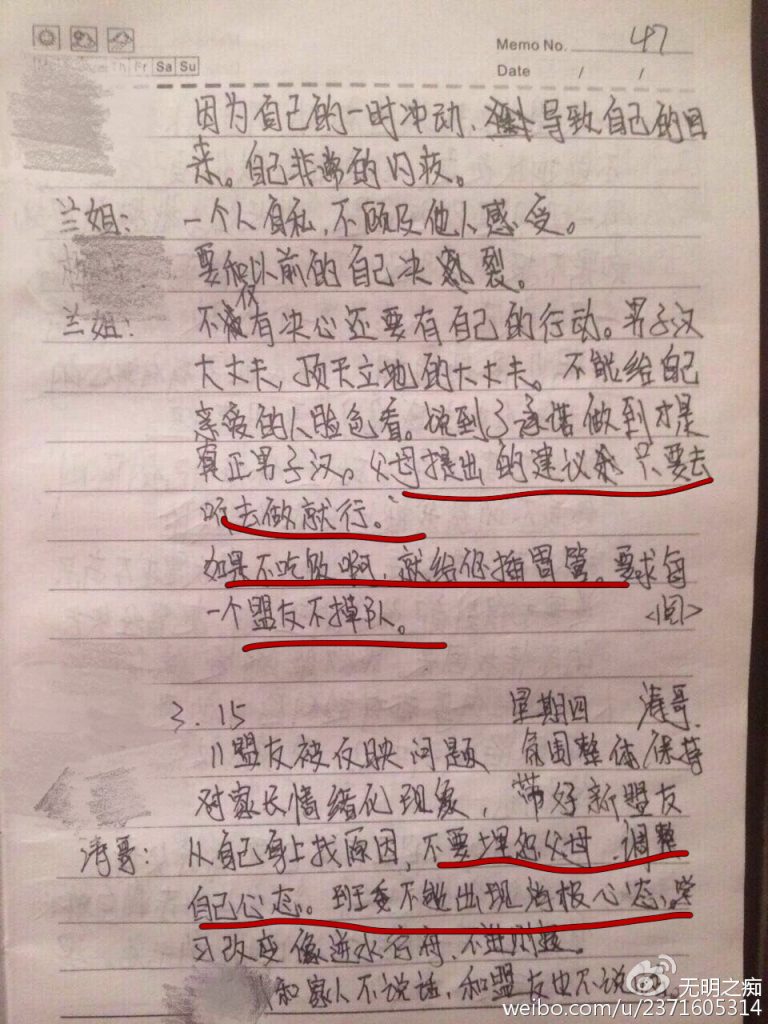 Memo No. 47
Fr Sa Su
Date / /
因为自己的一时冲动、导致自己的目
来。自己非常的内疚。
兰姐: 一个人自私,不顾及他人感受。
要和以前的自己决裂。
兰姐: 不仅有决心还要有自己的行动。男子汉
大丈夫,顶天立地的大丈夫。不能给自己
亲爱的人脸色看。说到了承诺做到才是
真正男子汉。父母提出的建议 只要去
听去做就行。
如果不吃饭啊,就给您插胃管。要求每
一个盟友不掉队。
3.15 星期四 涛哥
11盟友被反映问题 氛围整体保持
对家长情绪化现象,带好新盟友
涛哥: 从自己身上找原因,不要埋怨父母,调整
自己心态。班委不能出现消极心态。学
习改变像逆水行舟,不进则退。
和家人不说话,和盟友也不说
无明之痴
weibo.com/u/2371605314